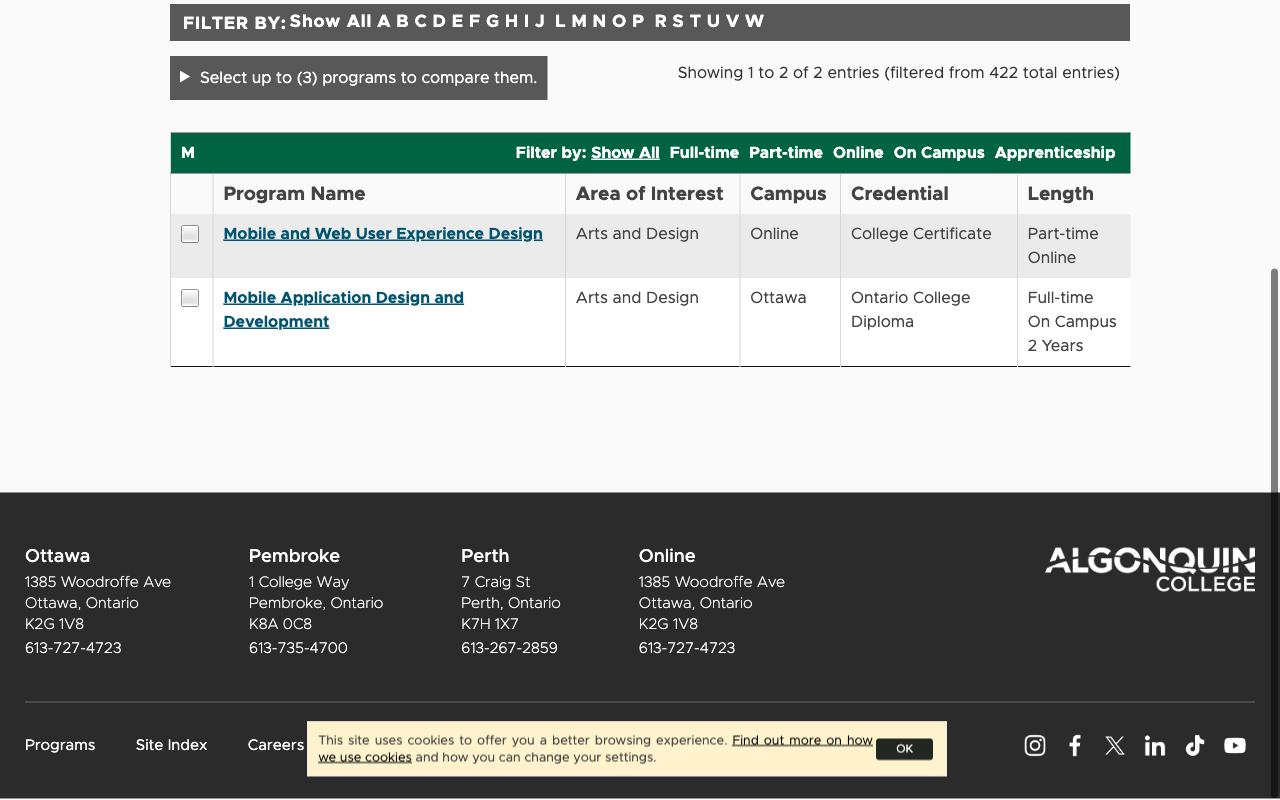 FILTER BY: Show All A B C D E F G H I J L M N O P R S T U V W
Select up to (3) programs to compare them.
Showing 1 to 2 of 2 entries (filtered from 422 total entries)
M
Filter by: Show All Full-time Part-time Online On Campus Apprenticeship
Program Name Area of Interest Campus Credential Length
Mobile and Web User Experience Design Arts and Design Online College Certificate Part-time
Online
Mobile Application Design and Arts and Design Ottawa Ontario College Full-time
Development Diploma On Campus
2 Years
Ottawa
1385 Woodroffe Ave
Ottawa, Ontario
K2G 1V8
613-727-4723
Pembroke
1 College Way
Pembroke, Ontario
K8A 0C8
613-735-4700
Perth
7 Craig St
Perth, Ontario
K7H 1X7
613-267-2859
Online
1385 Woodroffe Ave
Ottawa, Ontario
K2G 1V8
613-727-4723
ALGONQUIN
COLLEGE
Programs Site Index Careers
This site uses cookies to offer you a better browsing experience. Find out more on how
we use cookies and how you can change your settings.
OK